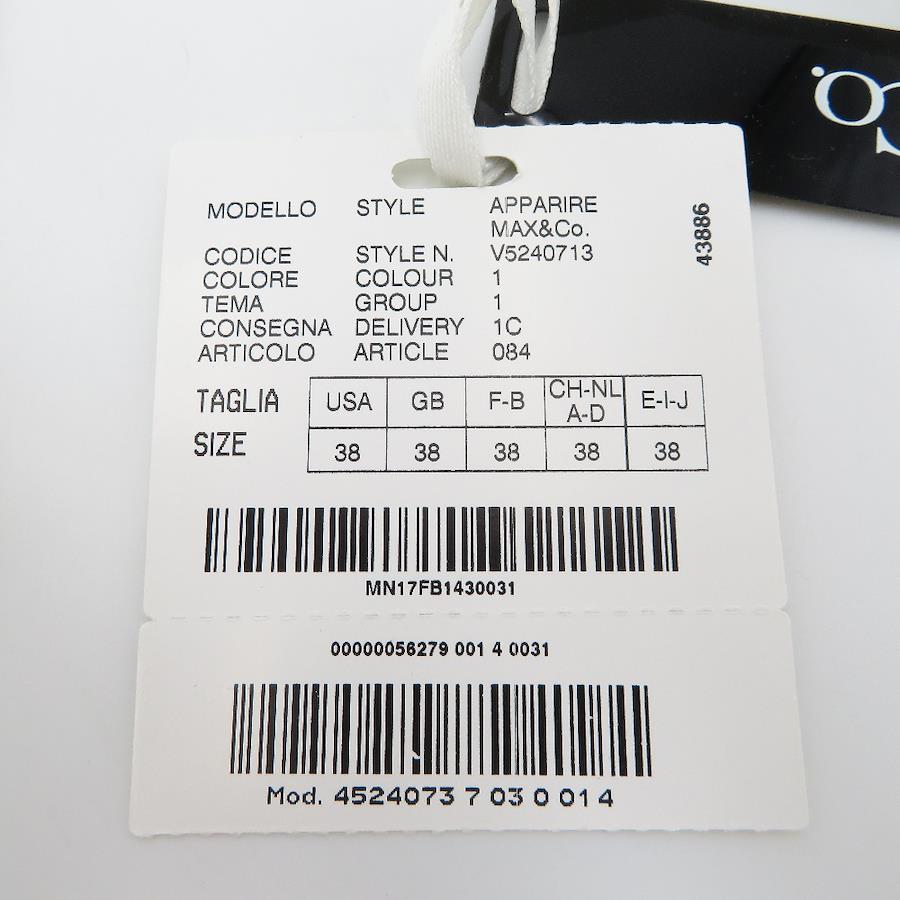 MODELLO STYLE APPARIRE
MAX&Co.
CODICE STYLE N. V5240713
COLORE COLOUR 1
TEMA GROUP 1
CONSEGNA DELIVERY 1C
ARTICOLO ARTICLE 084
43886
TAGLIA USA GB F-B CH-NL A-D E-I-J
SIZE 38 38 38 38 38
MN17FB1430031
00000056279 001 4 0031
Mod. 4524073 7 03 0 01 4